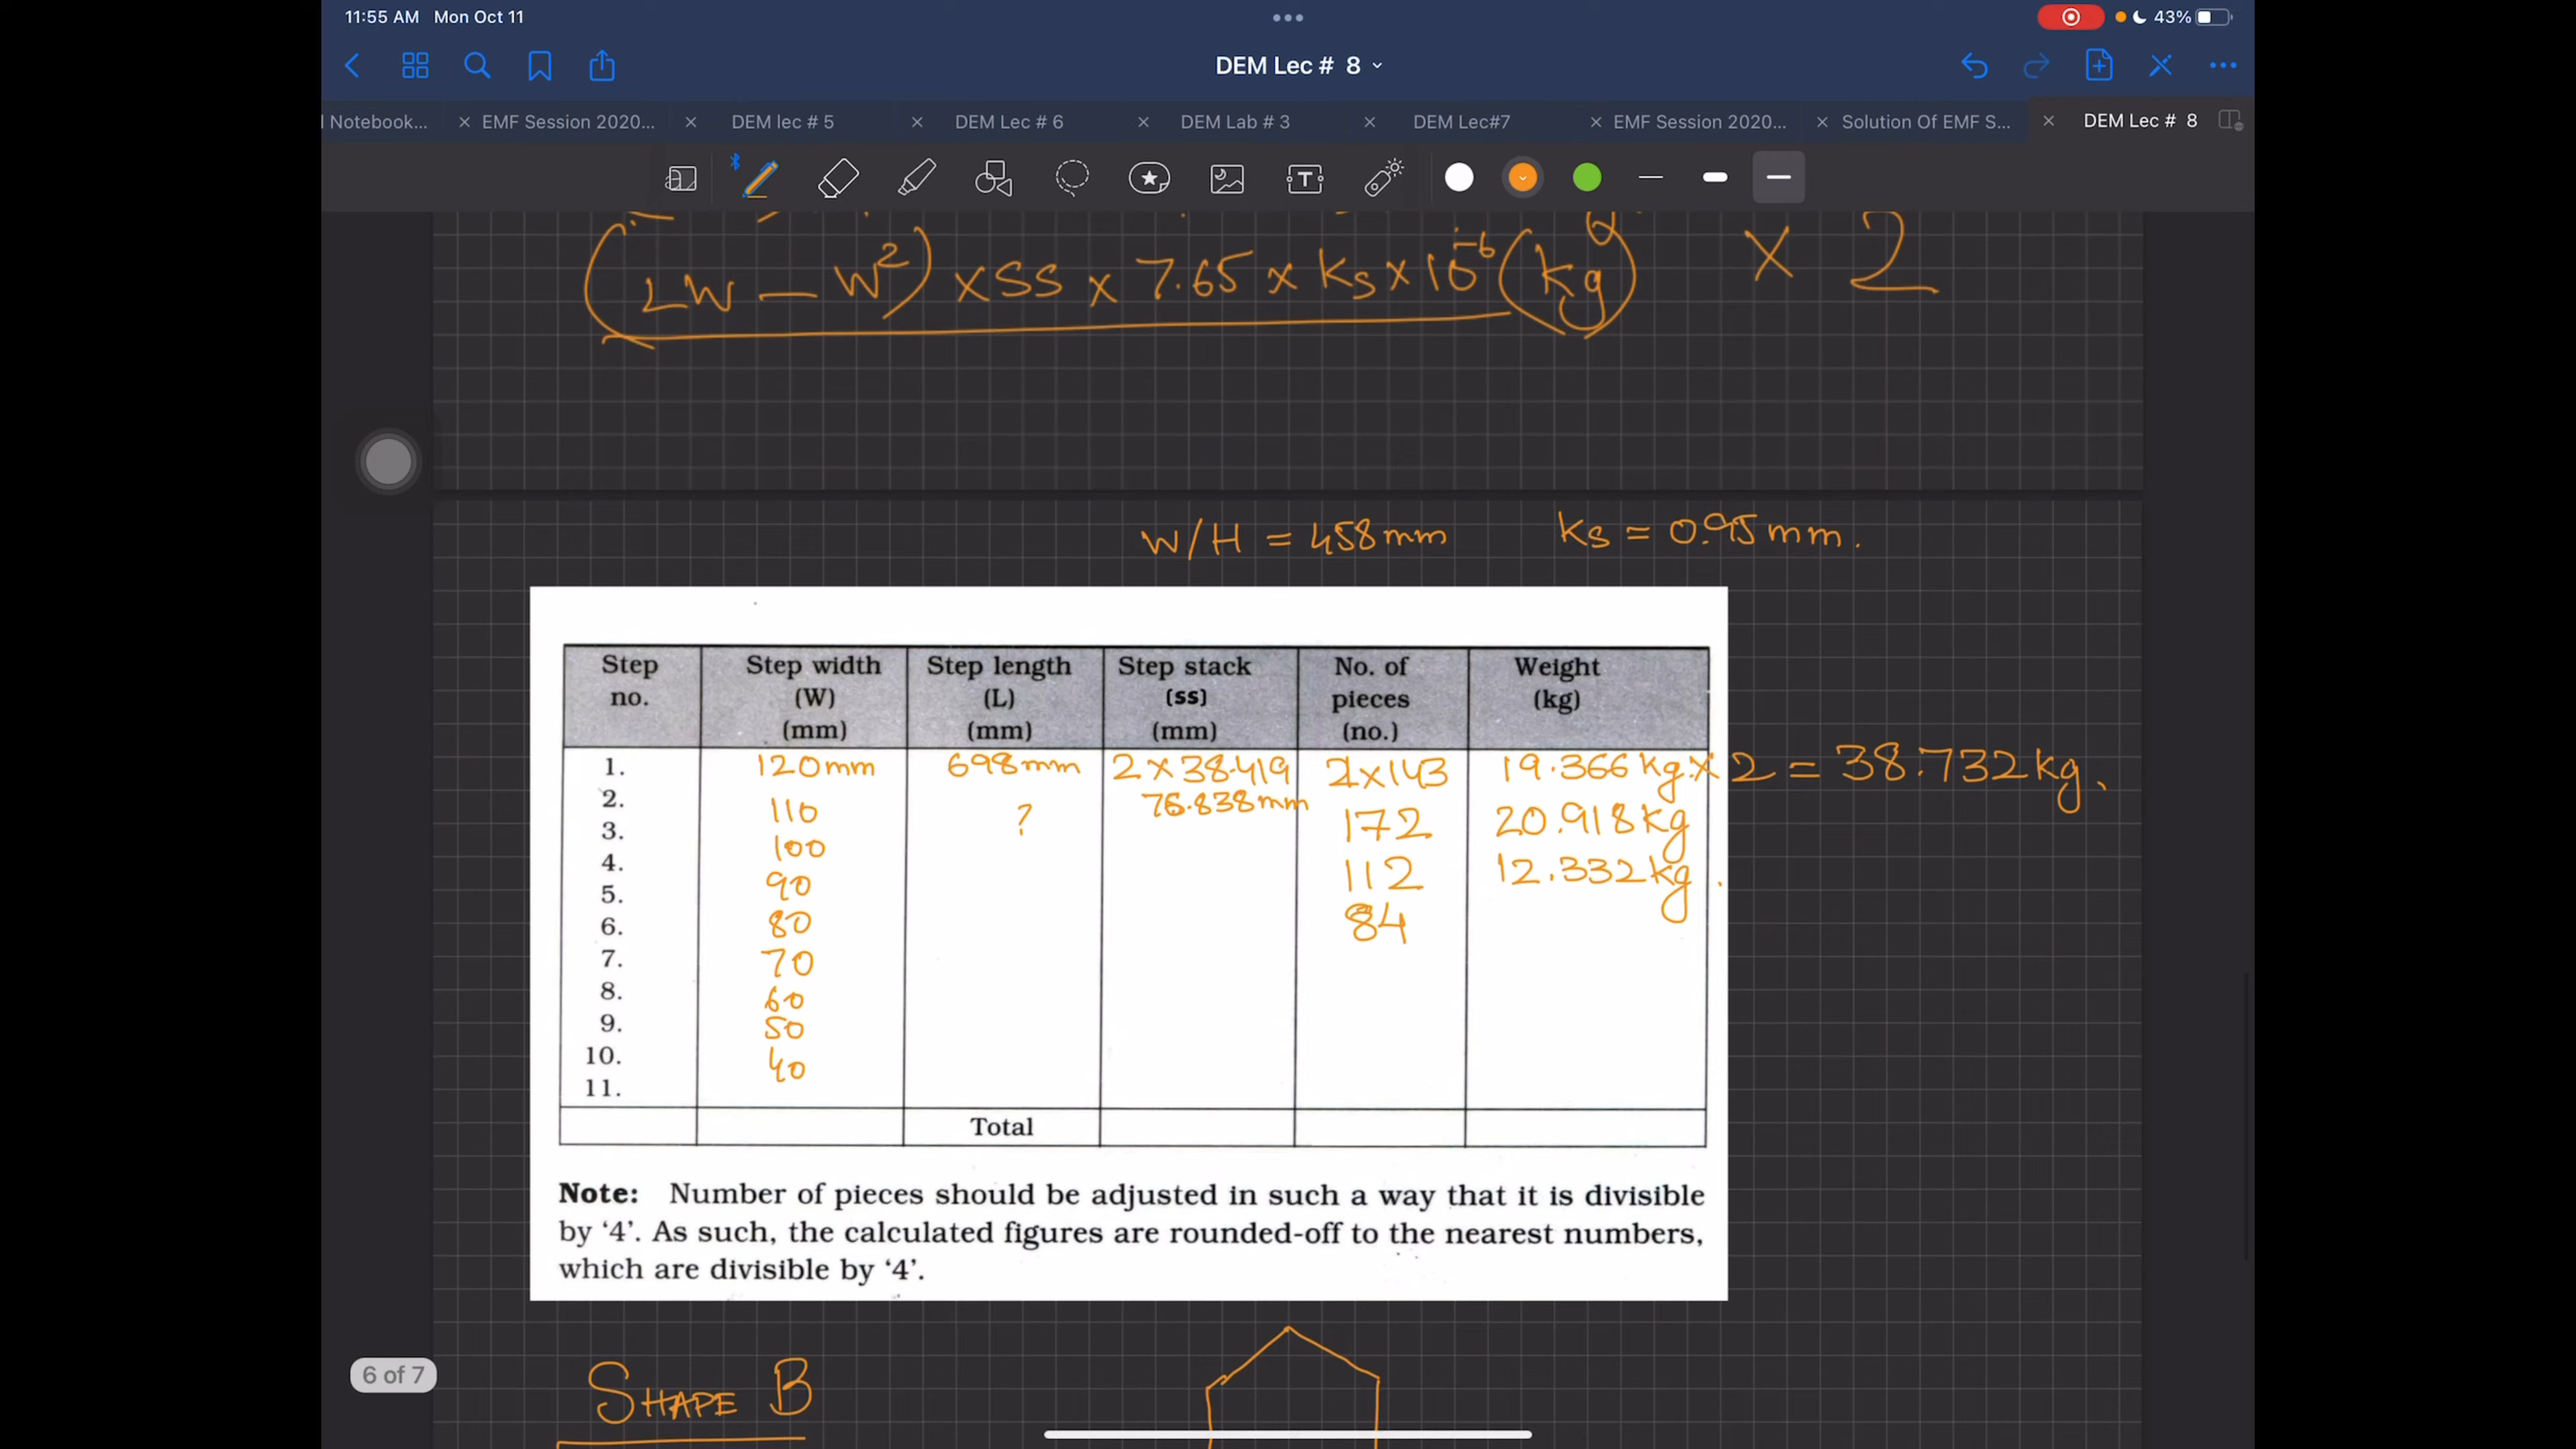 11:55 AM Mon Oct 11
43%
DEM Lec # 8
l Notebook... EMF Session 2020... DEM lec # 5 DEM Lec # 6 DEM Lab # 3 DEM Lec#7 EMF Session 2020... Solution Of EMF S... DEM Lec # 8
(LW – W²) × SS × 7.65 × Ks × 10⁻⁶ (kg) × 2
W/H = 458mm Ks = 0.95mm.
Step no. Step width (W) (mm) Step length (L) (mm) Step stack (ss) (mm) No. of pieces (no.) Weight (kg)
1. 120mm 698mm 2 × 38.419 2×143 19.366 kg × 2 = 38.732 kg.
2. 110 ? 76.838mm 172 20.918 kg
3. 100 112 12.332 kg.
4. 90 84
5. 80
6. 70
7. 60
8. 50
9. 40
10.
11.
Total
Note: Number of pieces should be adjusted in such a way that it is divisible
by ‘4’. As such, the calculated figures are rounded-off to the nearest numbers,
which are divisible by ‘4’.
6 of 7
SHAPE B